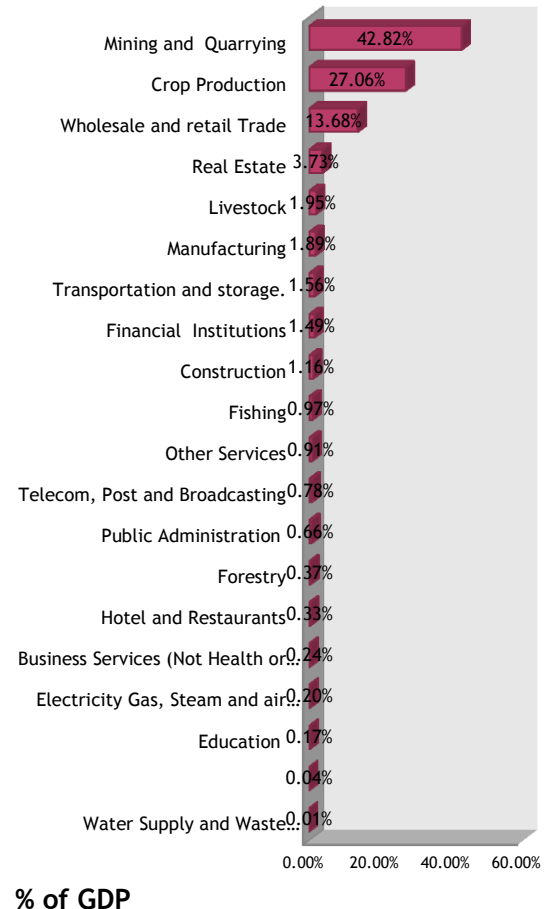 Mining and Quarrying 42.82%
Crop Production 27.06%
Wholesale and retail Trade 13.68%
Real Estate 3.73%
Livestock 1.95%
Manufacturing 1.89%
Transportation and storage. 1.56%
Financial Institutions 1.49%
Construction 1.16%
Fishing 0.97%
Other Services 0.91%
Telecom, Post and Broadcasting 0.78%
Public Administration 0.66%
Forestry 0.37%
Hotel and Restaurants 0.33%
Business Services (Not Health or... 0.24%
Electricity Gas, Steam and air... 0.20%
Education 0.17%
0.04%
Water Supply and Waste... 0.01%
0.00% 20.00% 40.00% 60.00%
% of GDP